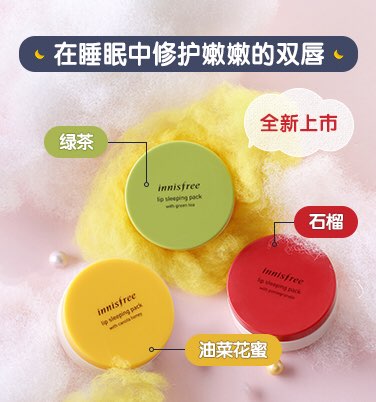 在睡眠中修护嫩嫩的双唇
全新上市
绿茶
innisfree
lip sleeping pack
with green tea
石榴
innisfree
lip sleeping pack
with pomegranate
innisfree
lip sleeping pack
with canola honey
油菜花蜜